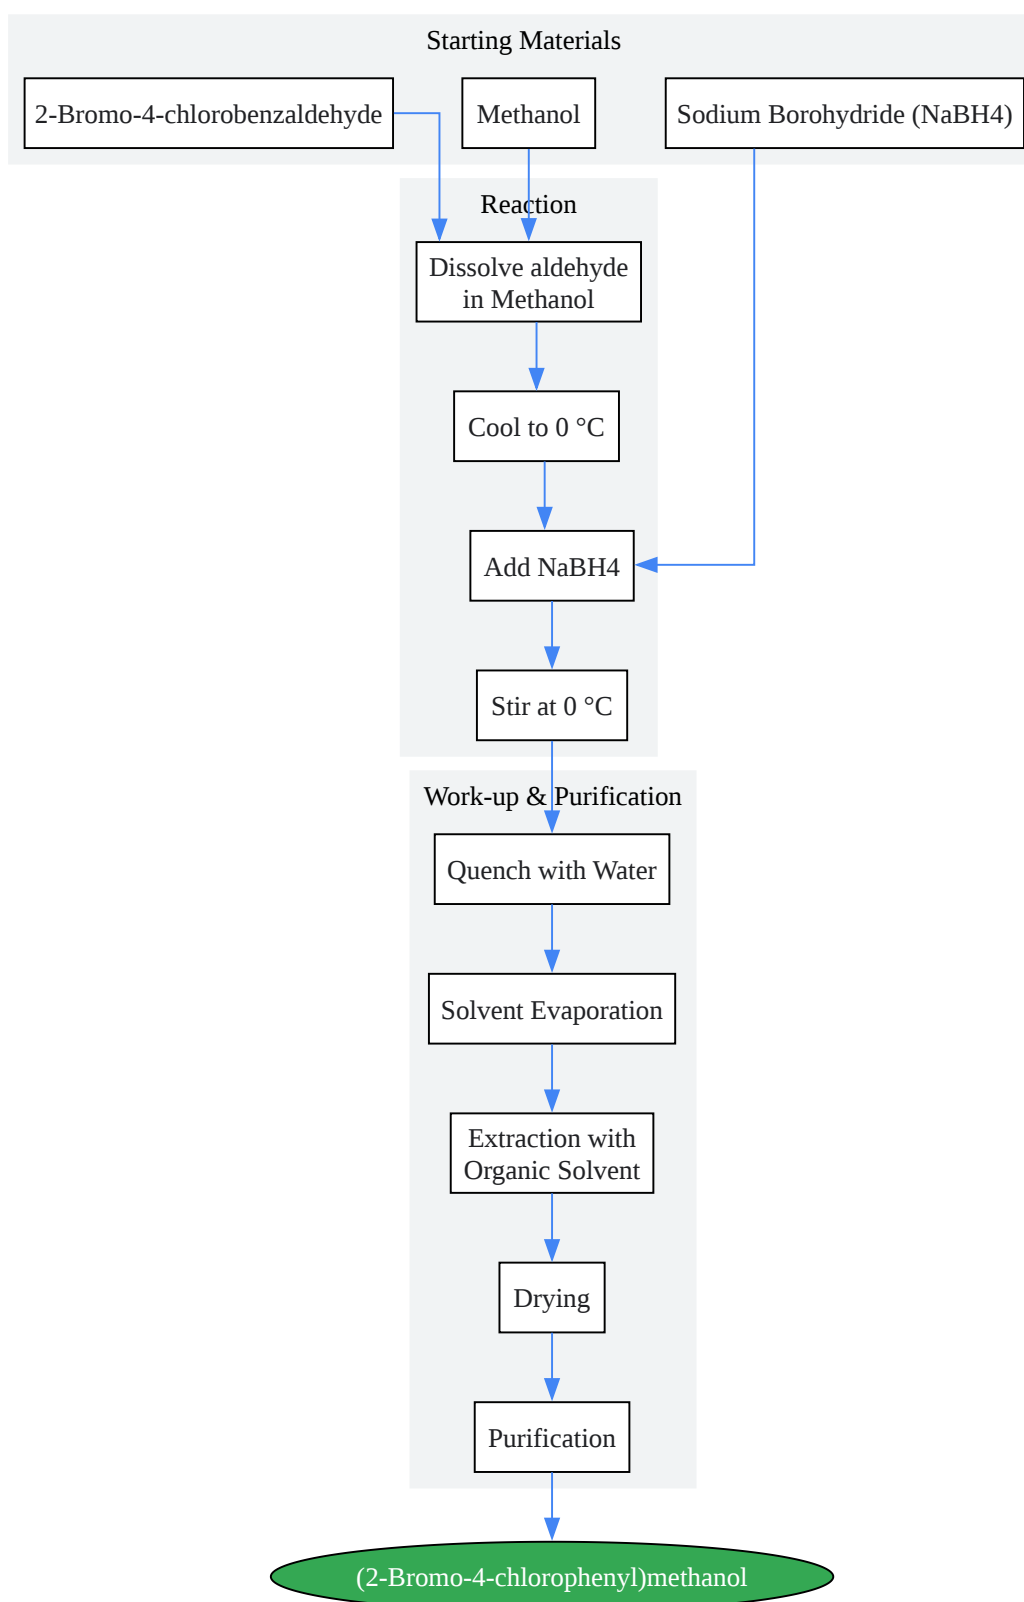 Starting Materials
2-Bromo-4-chlorobenzaldehyde
Methanol
Sodium Borohydride (NaBH4)
Reaction
Dissolve aldehyde
in Methanol
Cool to 0 °C
Add NaBH4
Stir at 0 °C
Work-up & Purification
Quench with Water
Solvent Evaporation
Extraction with
Organic Solvent
Drying
Purification
(2-Bromo-4-chlorophenyl)methanol